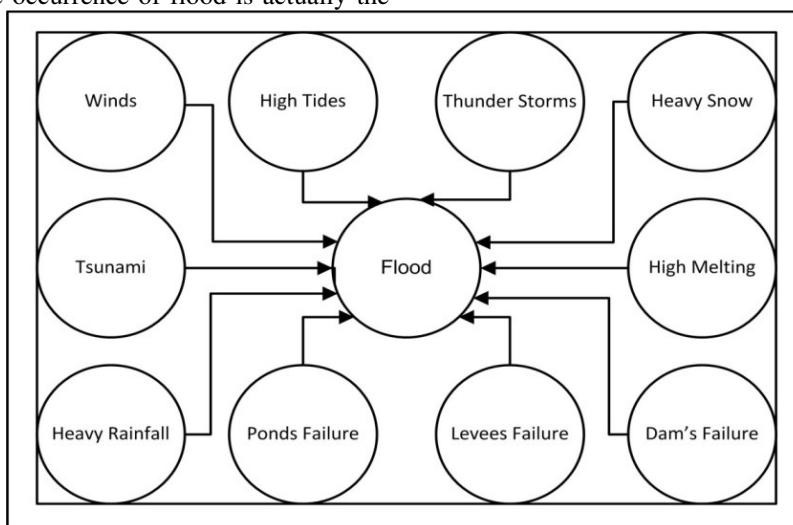 occurrence of flood is actually the
Winds
High Tides
Thunder Storms
Heavy Snow
Tsunami
Flood
High Melting
Heavy Rainfall
Ponds Failure
Levees Failure
Dam's Failure